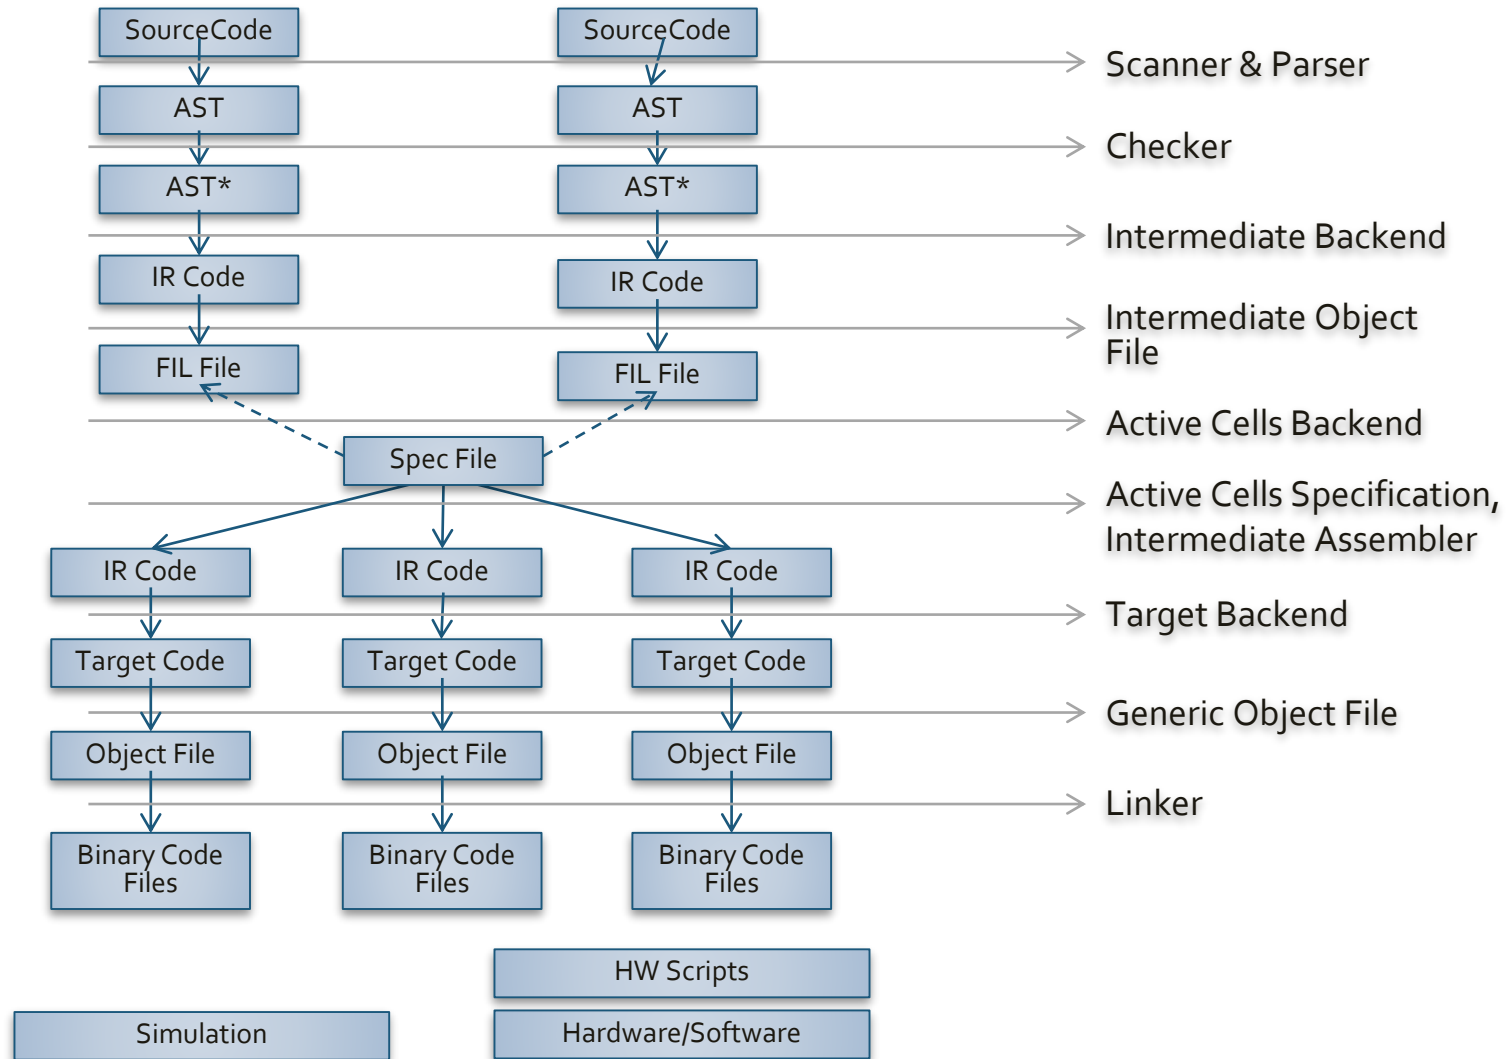 SourceCode
SourceCode
Scanner & Parser
AST
AST
Checker
AST*
AST*
Intermediate Backend
IR Code
IR Code
Intermediate Object
File
FIL File
FIL File
Active Cells Backend
Spec File
Active Cells Specification,
Intermediate Assembler
IR Code
IR Code
IR Code
Target Backend
Target Code
Target Code
Target Code
Generic Object File
Object File
Object File
Object File
Linker
Binary Code
Files
Binary Code
Files
Binary Code
Files
HW Scripts
Simulation
Hardware/Software